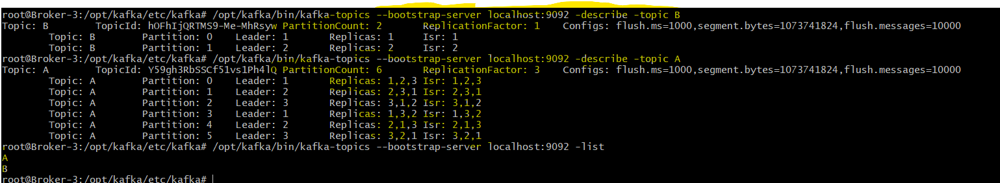 root@Broker-3:/opt/kafka/etc/kafka# /opt/kafka/bin/kafka-topics --bootstrap-server localhost:9092 -describe -topic B
Topic: B TopicId: hOFhIjQRTMS9-Me-MhRsyw PartitionCount: 2 ReplicationFactor: 1 Configs: flush.ms=1000,segment.bytes=1073741824,flush.messages=10000
Topic: B Partition: 0 Leader: 1 Replicas: 1 Isr: 1
Topic: B Partition: 1 Leader: 2 Replicas: 2 Isr: 2
root@Broker-3:/opt/kafka/etc/kafka# /opt/kafka/bin/kafka-topics --bootstrap-server localhost:9092 -describe -topic A
Topic: A TopicId: Y59gh3RbSSCf51vs1Ph4lQ PartitionCount: 6 ReplicationFactor: 3 Configs: flush.ms=1000,segment.bytes=1073741824,flush.messages=10000
Topic: A Partition: 0 Leader: 1 Replicas: 1,2,3 Isr: 1,2,3
Topic: A Partition: 1 Leader: 2 Replicas: 2,3,1 Isr: 2,3,1
Topic: A Partition: 2 Leader: 3 Replicas: 3,1,2 Isr: 3,1,2
Topic: A Partition: 3 Leader: 1 Replicas: 1,3,2 Isr: 1,3,2
Topic: A Partition: 4 Leader: 2 Replicas: 2,1,3 Isr: 2,1,3
Topic: A Partition: 5 Leader: 3 Replicas: 3,2,1 Isr: 3,2,1
root@Broker-3:/opt/kafka/etc/kafka# /opt/kafka/bin/kafka-topics --bootstrap-server localhost:9092 -list
A
B
root@Broker-3:/opt/kafka/etc/kafka#